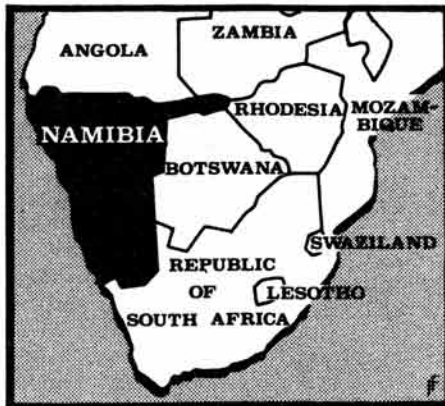 ZAMBIA
ANGOLA
RHODESIA
MOZAM-
BIQUE
NAMIBIA
BOTSWANA
SWAZILAND
REPUBLIC
OF
SOUTH AFRICA
LESOTHO